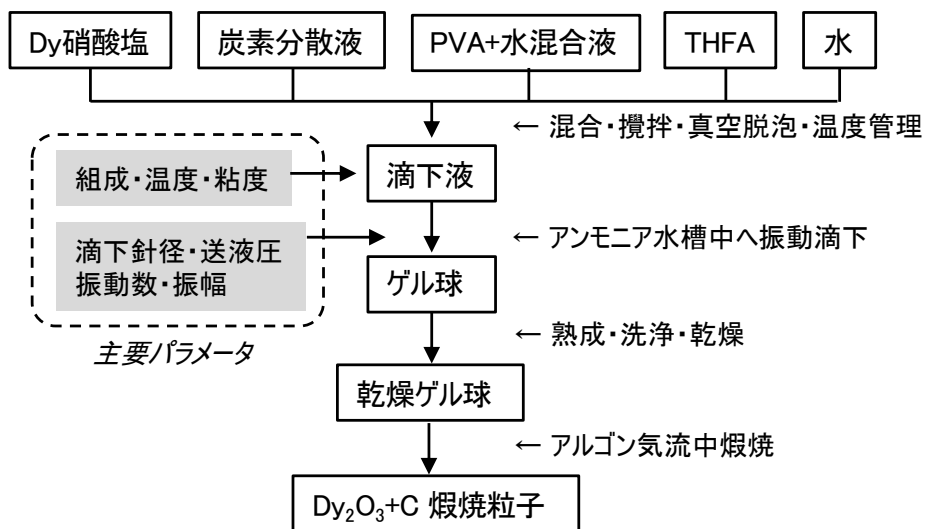 Dy硝酸塩
炭素分散液
PVA+水混合液
THFA
水
← 混合・攪拌・真空脱泡・温度管理
組成・温度・粘度
滴下液
滴下針径・送液圧
振動数・振幅
← アンモニア水槽中へ振動滴下
ゲル球
主要パラメータ
← 熟成・洗浄・乾燥
乾燥ゲル球
← アルゴン気流中煆焼
Dy₂O₃+C 煆焼粒子